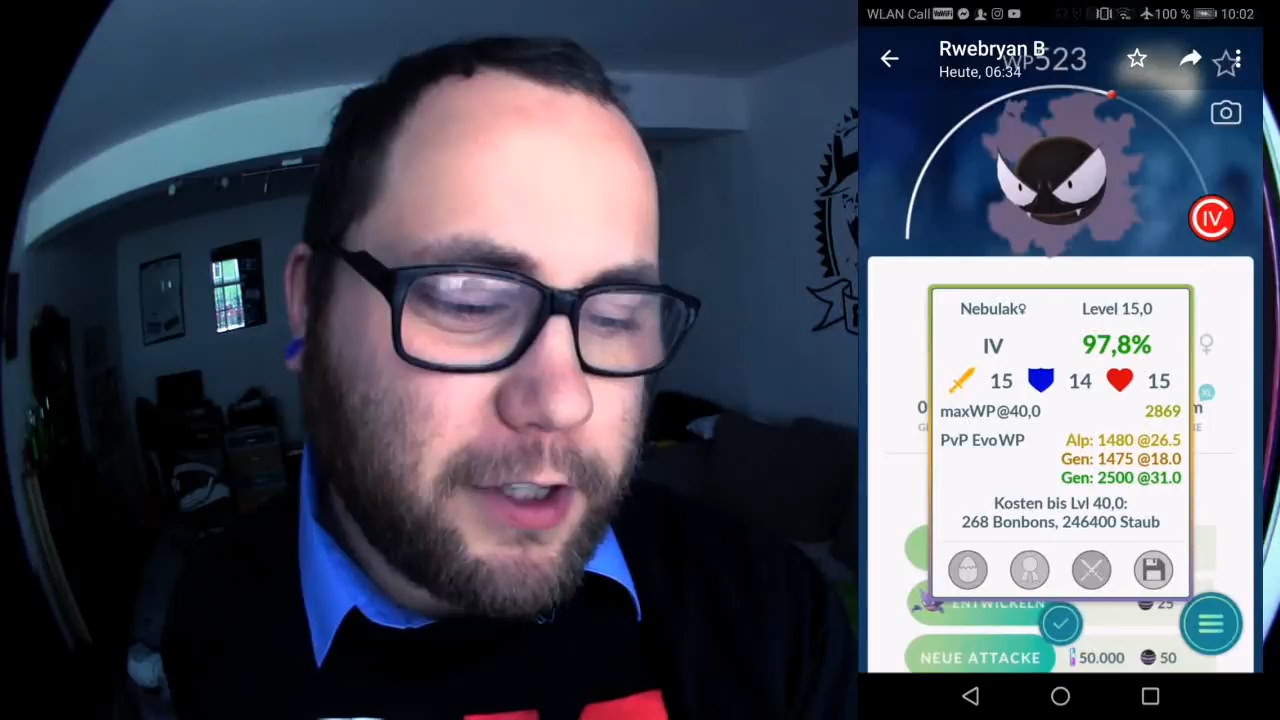 WLAN Call VoWiFi 100 % 10:02
Rwebryan B
WP523
Heute, 06:34
IV
Nebulak♀ Level 15,0
IV 97,8%
15 14 15
maxWP@40,0 2869
PvP EvoWP Alp: 1480 @26.5
Gen: 1475 @18.0
Gen: 2500 @31.0
Kosten bis Lvl 40,0:
268 Bonbons, 246400 Staub
ENTWICKELN 25
NEUE ATTACKE 50.000 50